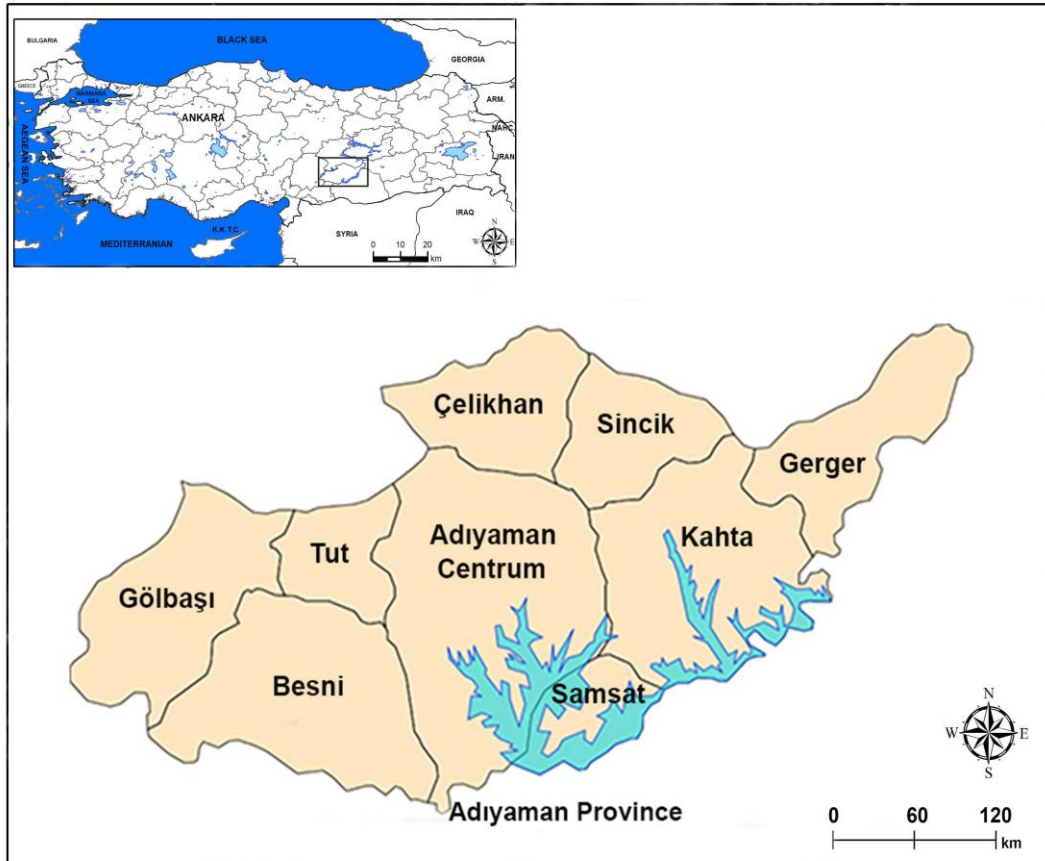 BULGARIA
BLACK SEA
GEORGIA
GREECE
MARMARA
SEA
ANKARA
ARM.
NAHC.
IRAN
AEGEAN SEA
K.K.T.C
MEDITERRANIAN
SYRIA
IRAQ
N
W E
S
0 10 20
km
Çelikhan
Sincik
Gerger
Kahta
Adıyaman
Centrum
Tut
Gölbaşı
Besni
Samsat
Adıyaman Province
N
W E
S
0 60 120
km